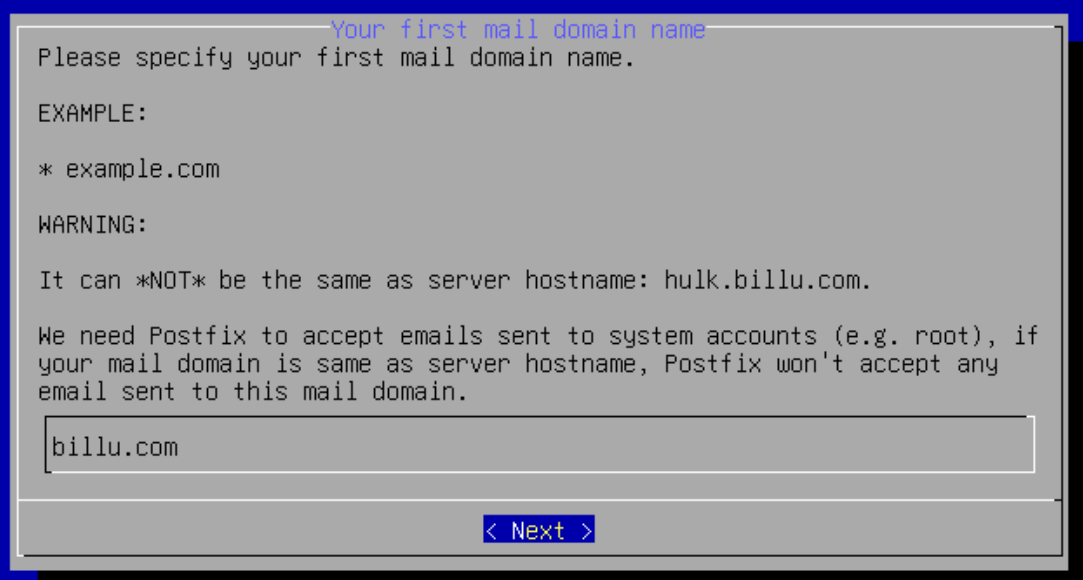 Your first mail domain name
Please specify your first mail domain name.
EXAMPLE:
* example.com
WARNING:
It can *NOT* be the same as server hostname: hulk.billu.com.
We need Postfix to accept emails sent to system accounts (e.g. root), if
your mail domain is same as server hostname, Postfix won't accept any
email sent to this mail domain.
billu.com
< Next >